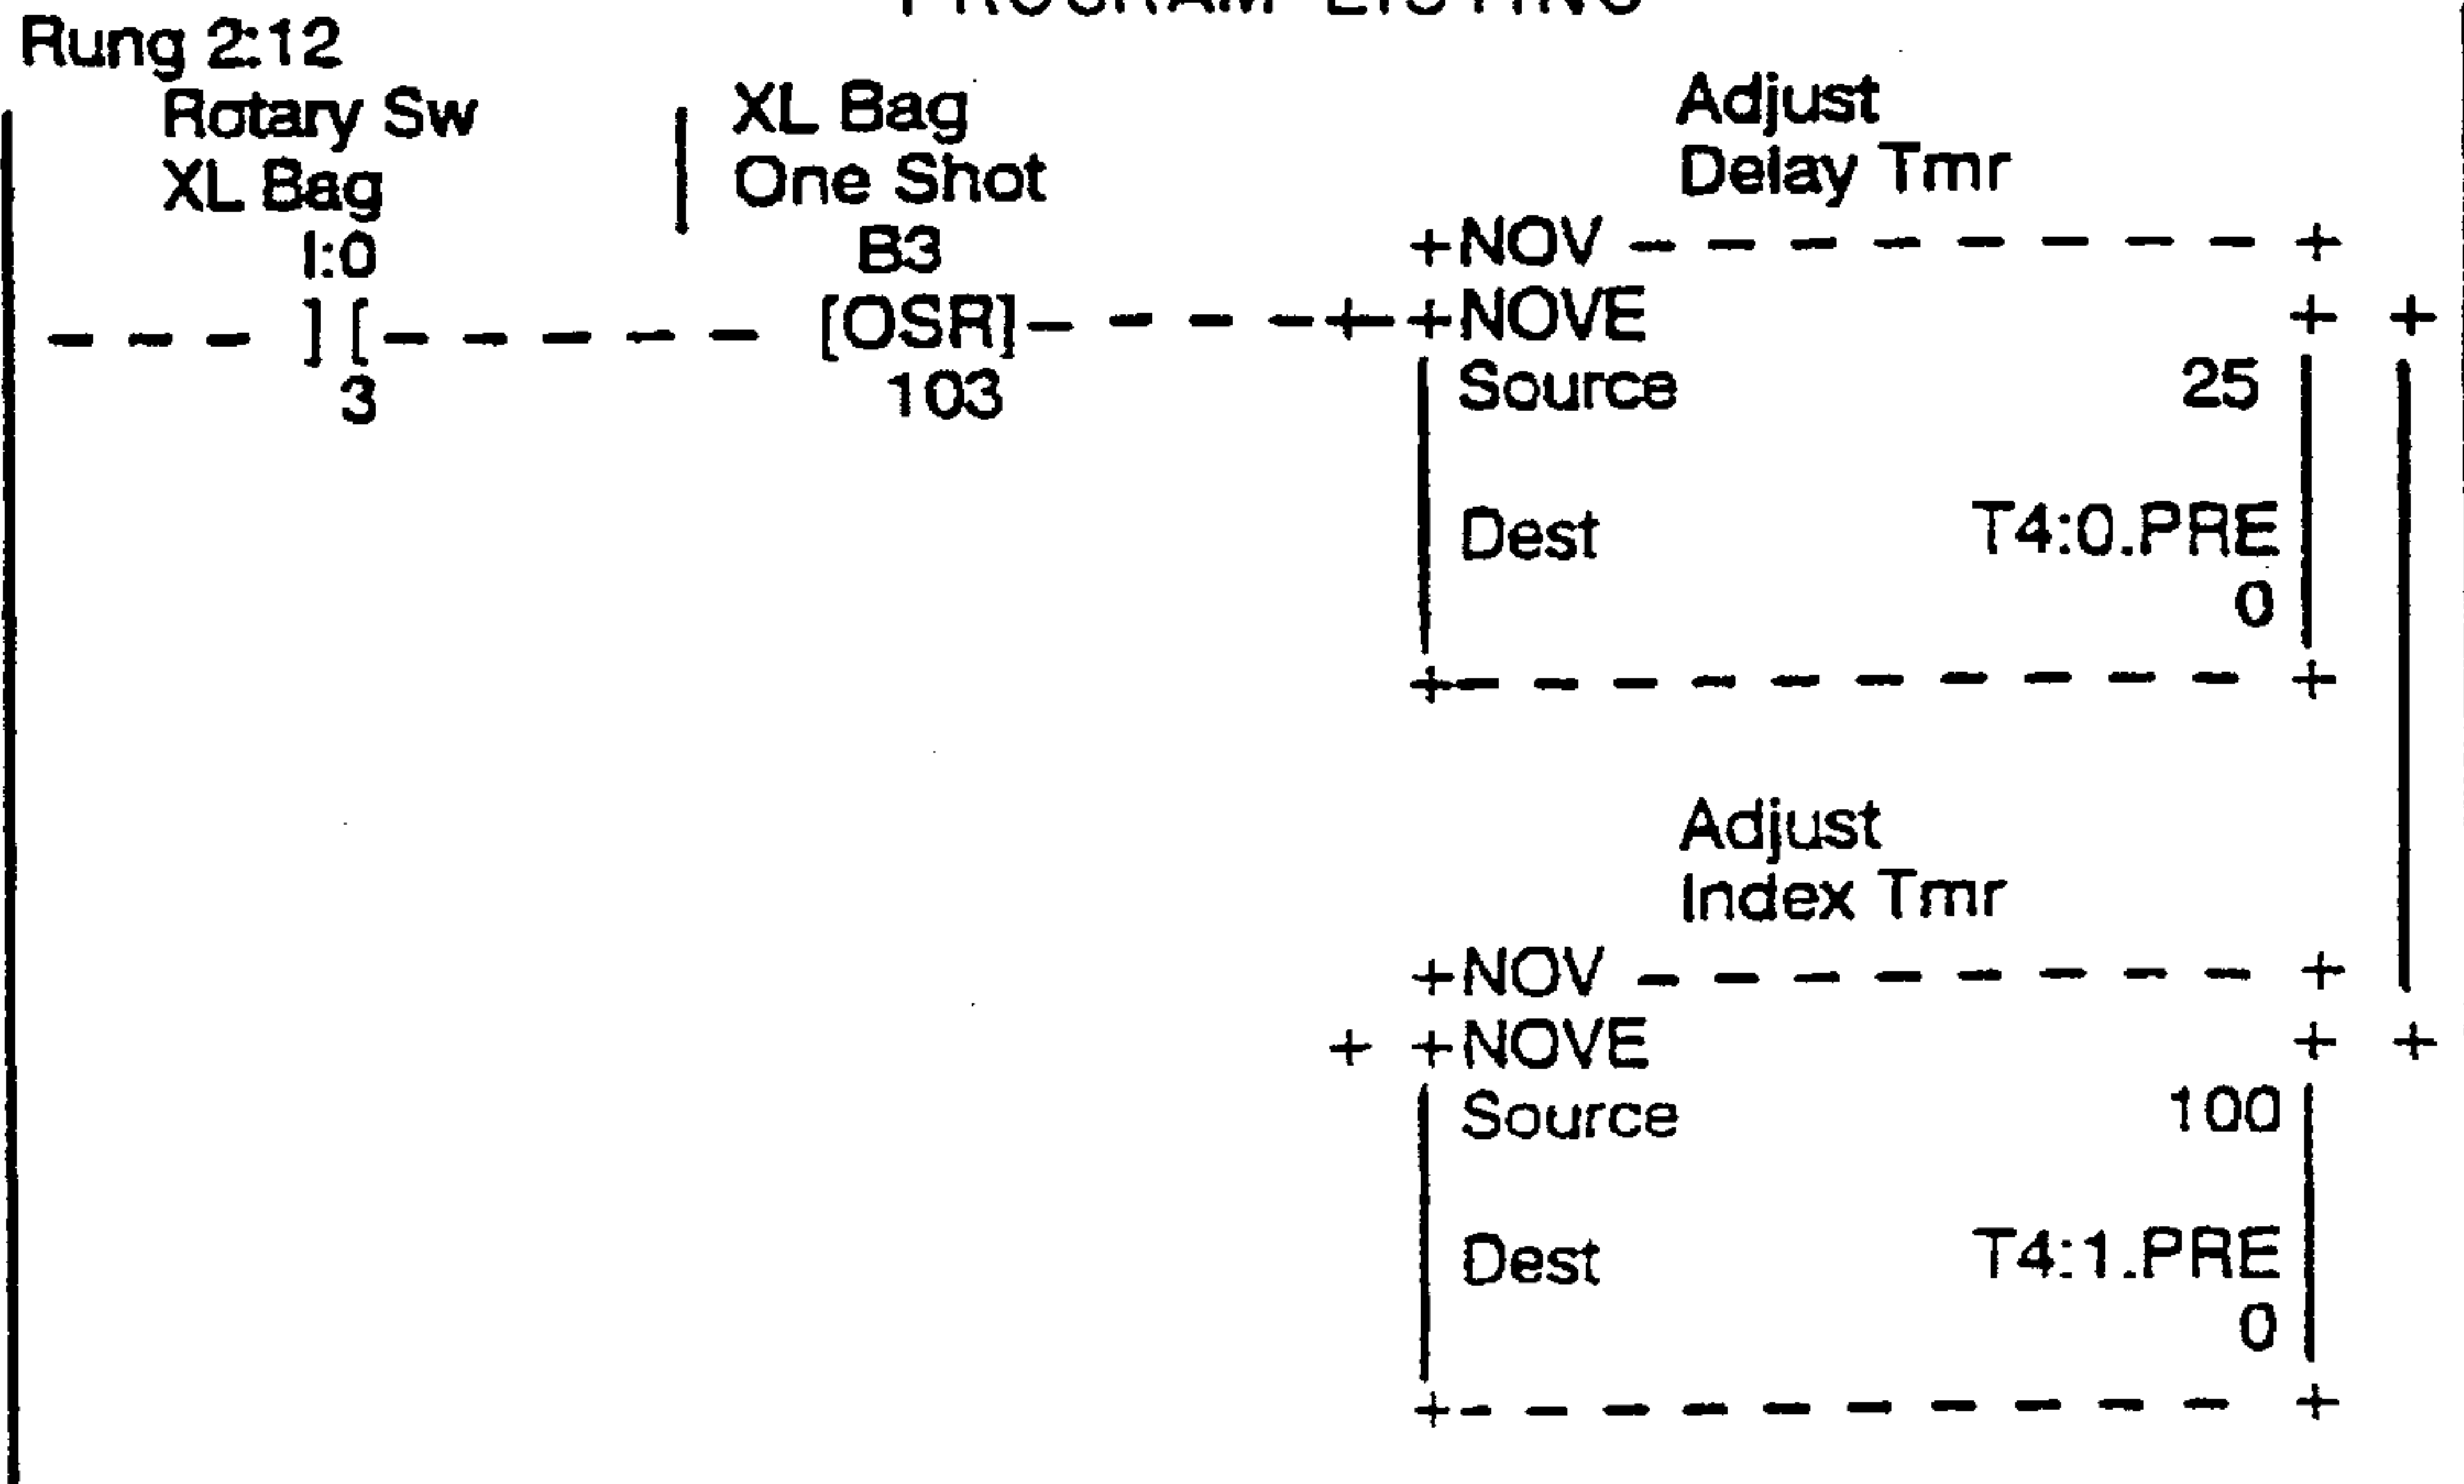 PROGRAM LISTING
Rung 2:12
Rotary Sw
XL Bag
I:0
] [
3
XL Bag
One Shot
B3
[OSR]
103
Adjust
Delay Tmr
+NOV - - - - - - - - +
+NOVE + +
Source 25
Dest T4:0.PRE
0
Adjust
Index Tmr
+NOV - - - - - - - - +
+ +NOVE + +
Source 100
Dest T4:1.PRE
0